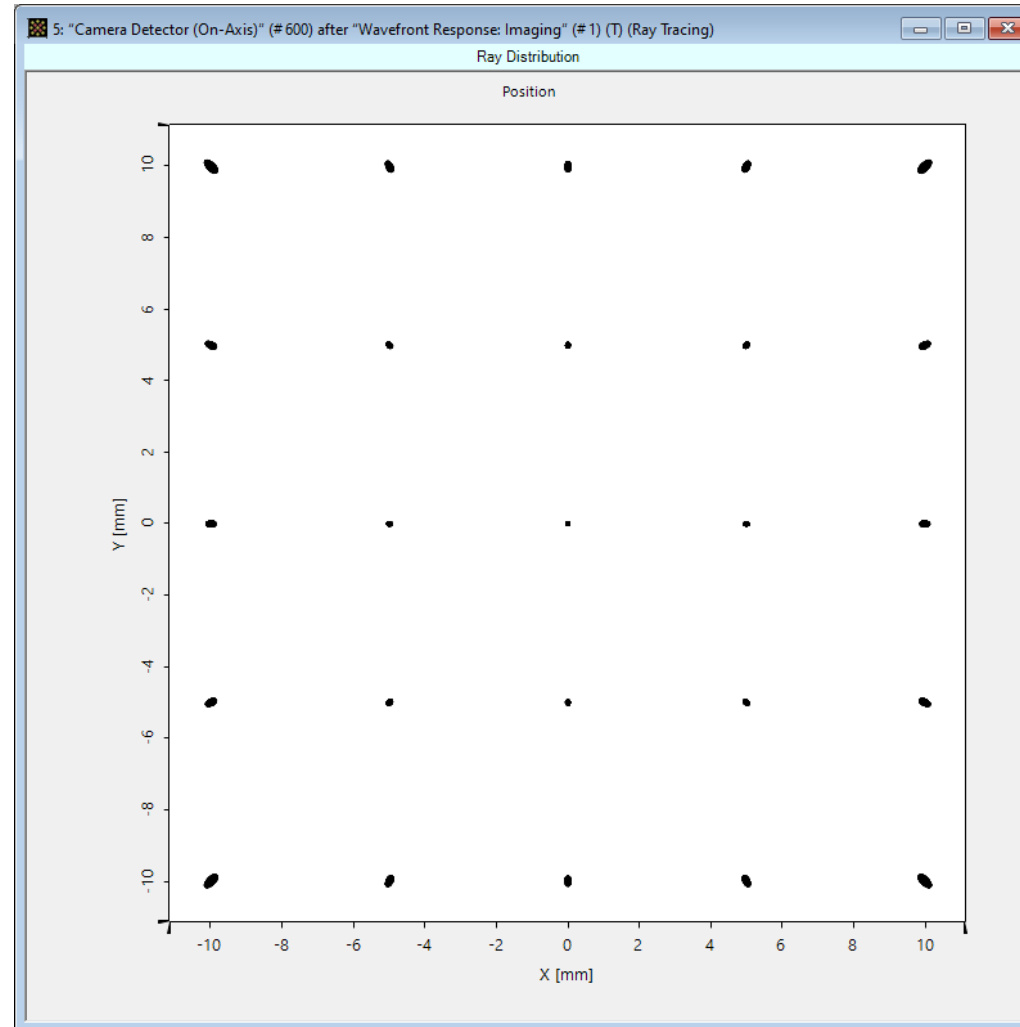 5: "Camera Detector (On-Axis)" (#600) after "Wavefront Response: Imaging" (#1) (T) (Ray Tracing)
Ray Distribution
Position
10
8
6
4
2
0
-2
-4
-6
-8
-10
Y [mm]
-10 -8 -6 -4 -2 0 2 4 6 8 10
X [mm]